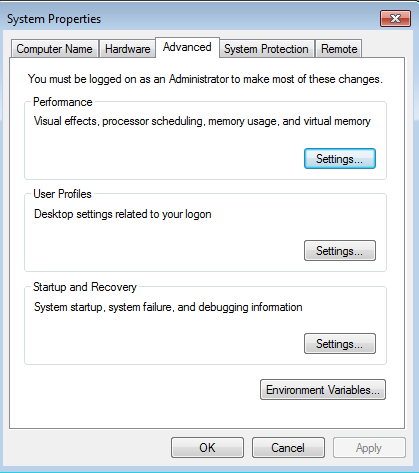 System Properties
Computer Name Hardware Advanced System Protection Remote
You must be logged on as an Administrator to make most of these changes.
Performance
Visual effects, processor scheduling, memory usage, and virtual memory
Settings...
User Profiles
Desktop settings related to your logon
Settings...
Startup and Recovery
System startup, system failure, and debugging information
Settings...
Environment Variables...
OK Cancel Apply